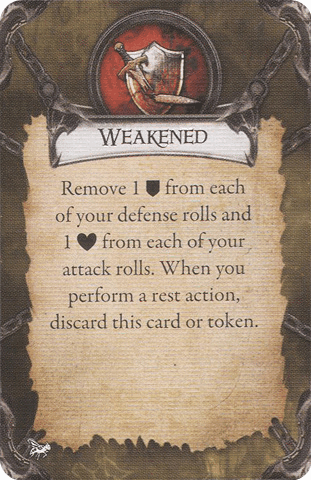 WEAKENED
Remove 1 from each
of your defense rolls and
1 ♥ from each of your
attack rolls. When you
perform a rest action,
discard this card or token.